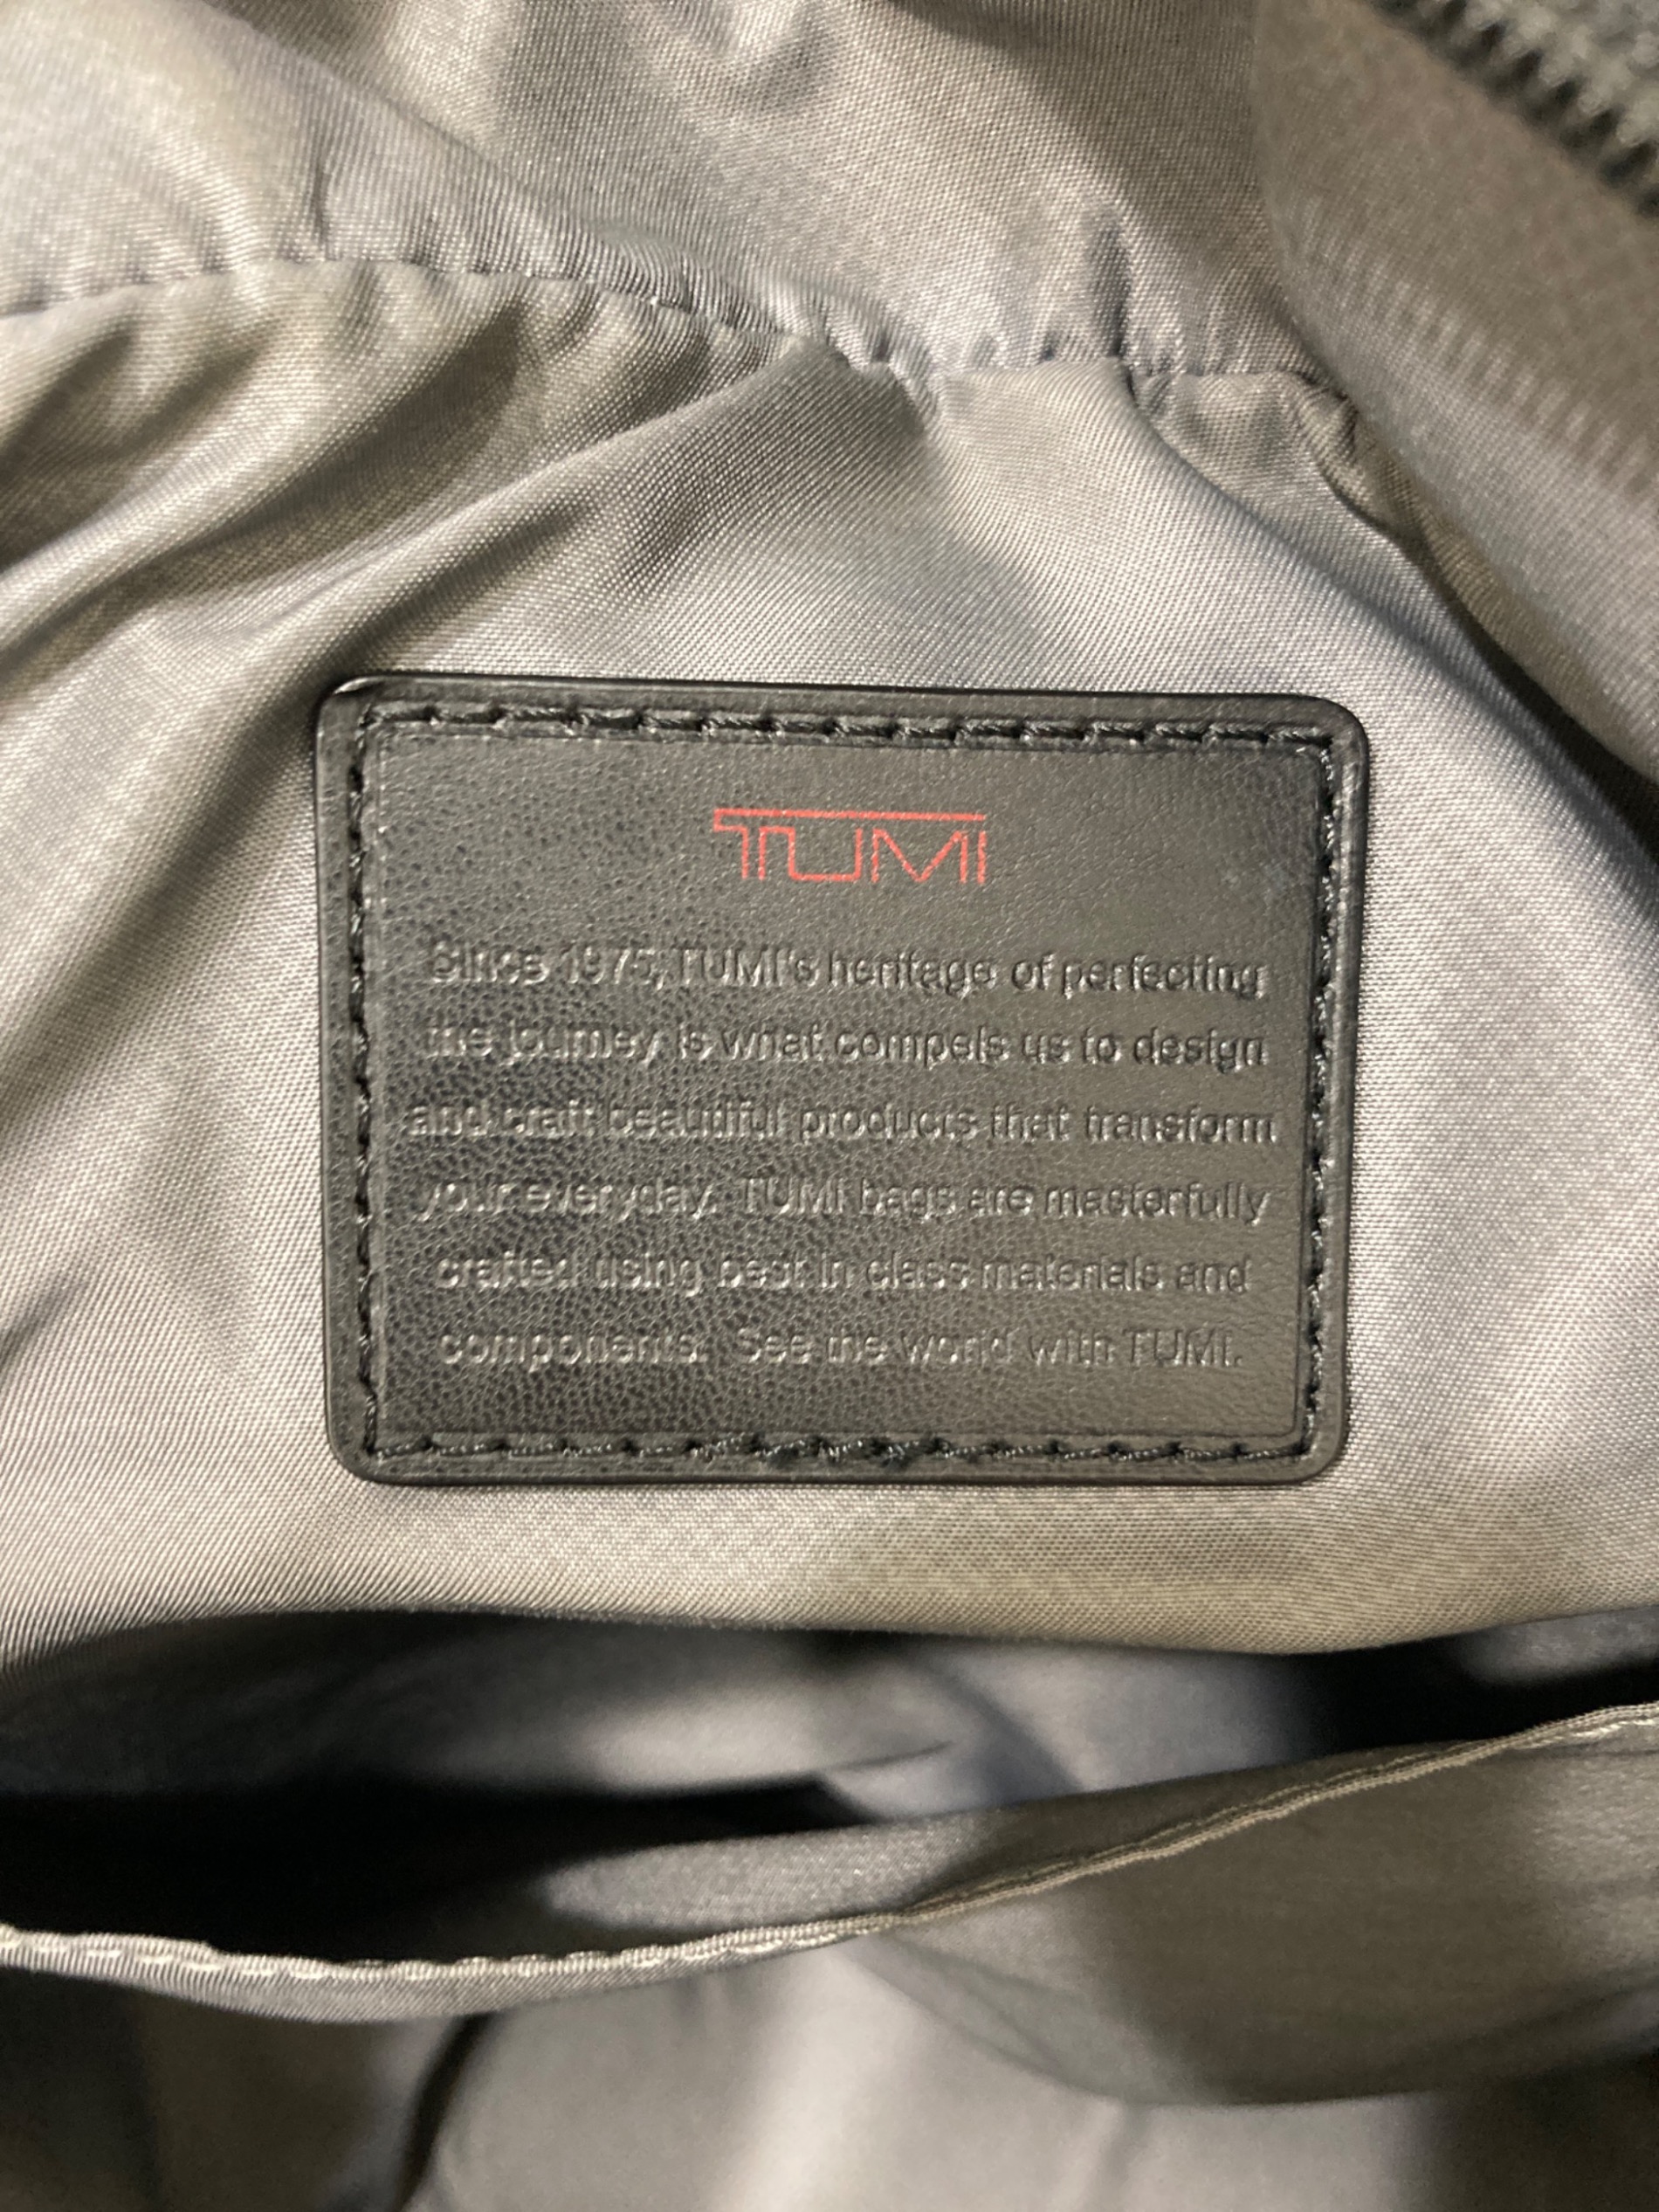 TUMI
Since 1975, TUMI's heritage of perfecting
the journey is what compels us to design
and craft beautiful products that transform
your everyday. TUMI bags are masterfully
crafted using best in class materials and
components. See the world with TUMI.